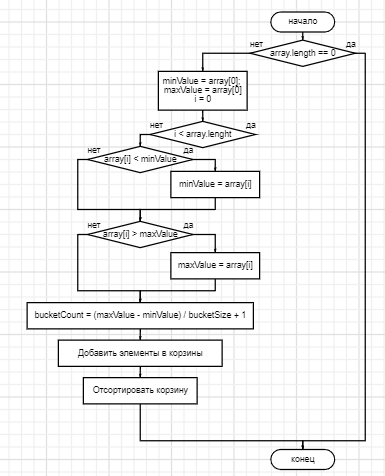 начало
нет
да
array.length == 0
minValue = array[0];
maxValue = array[0]
i = 0
нет
да
i < array.lenght
нет
да
array[i] < minValue
minValue = array[i]
нет
да
array[i] > maxValue
maxValue = array[i]
bucketCount = (maxValue - minValue) / bucketSize + 1
Добавить элементы в корзины
Отсортировать корзину
конец